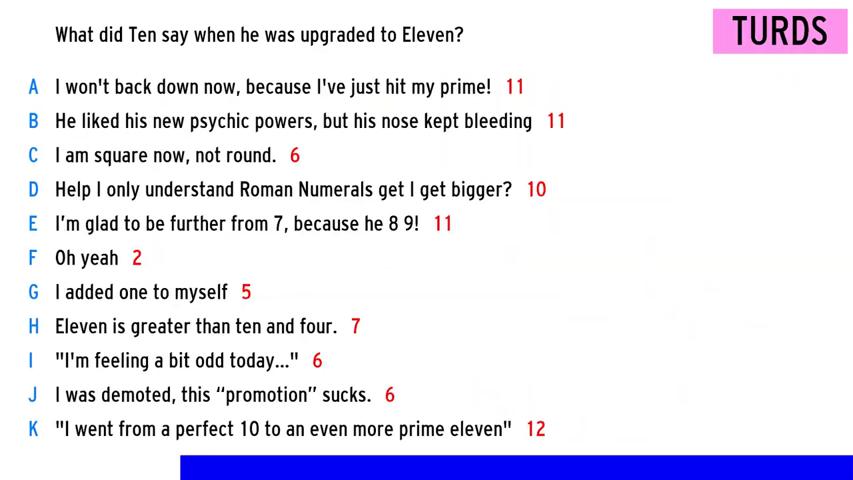 What did Ten say when he was upgraded to Eleven?
TURDS
A I won't back down now, because I've just hit my prime! 11
B He liked his new psychic powers, but his nose kept bleeding 11
C I am square now, not round. 6
D Help I only understand Roman Numerals get I get bigger? 10
E I’m glad to be further from 7, because he 8 9! 11
F Oh yeah 2
G I added one to myself 5
H Eleven is greater than ten and four. 7
I "I'm feeling a bit odd today..." 6
J I was demoted, this “promotion” sucks. 6
K "I went from a perfect 10 to an even more prime eleven" 12